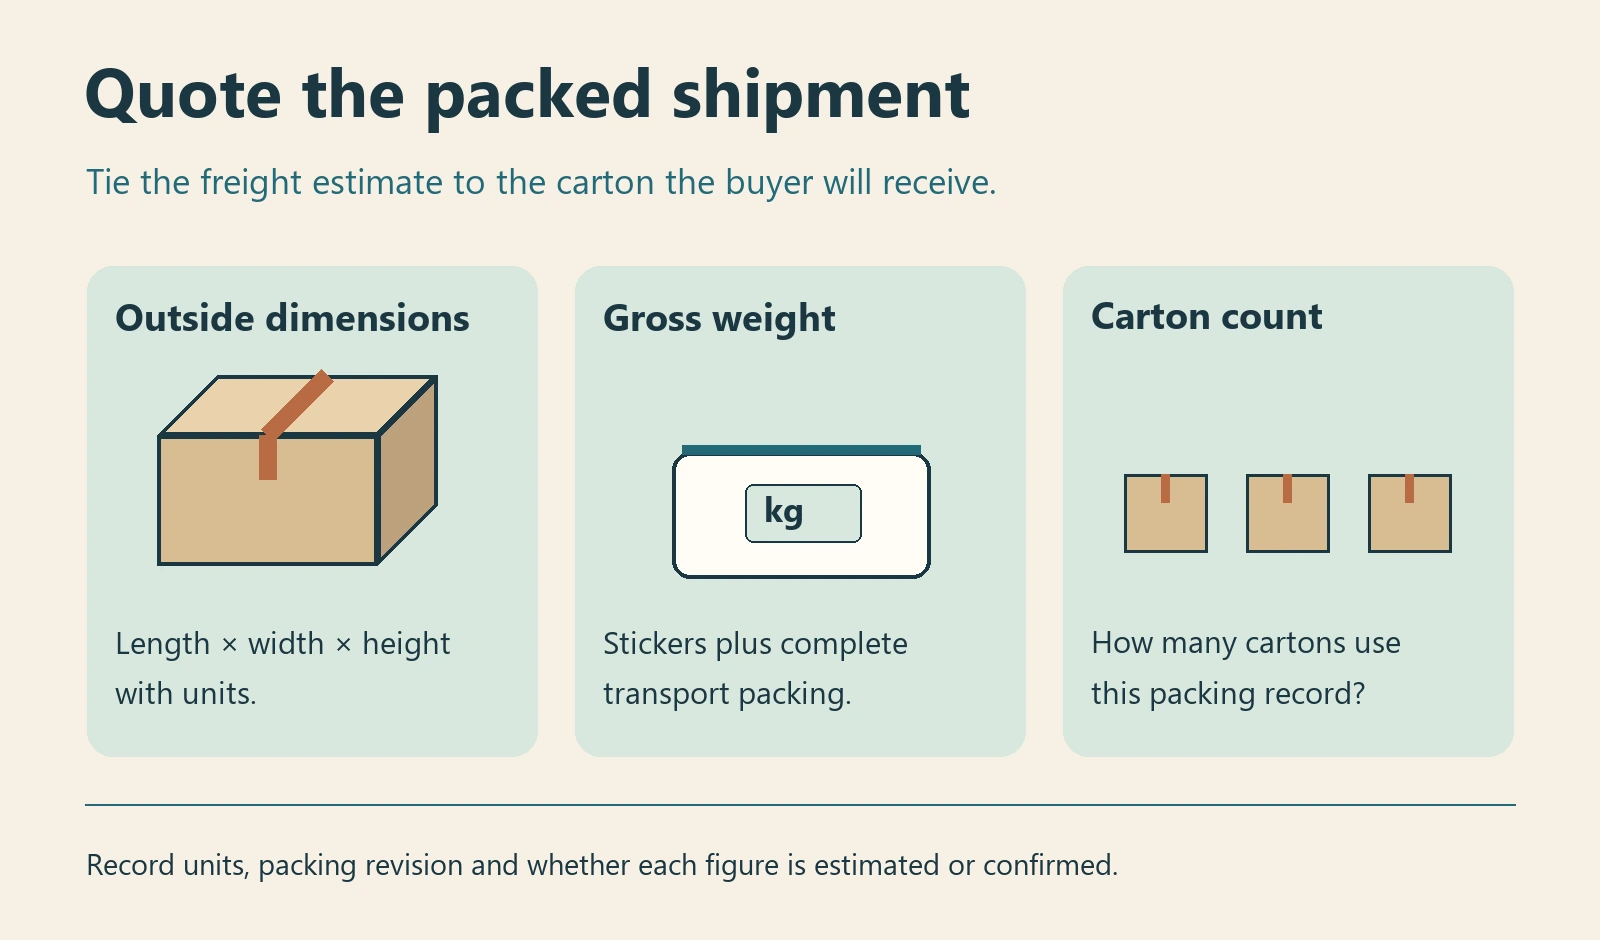 Quote the packed shipment
Tie the freight estimate to the carton the buyer will receive.
Outside dimensions
Length × width × height
with units.
Gross weight
kg
Stickers plus complete
transport packing.
Carton count
How many cartons use
this packing record?
Record units, packing revision and whether each figure is estimated or confirmed.